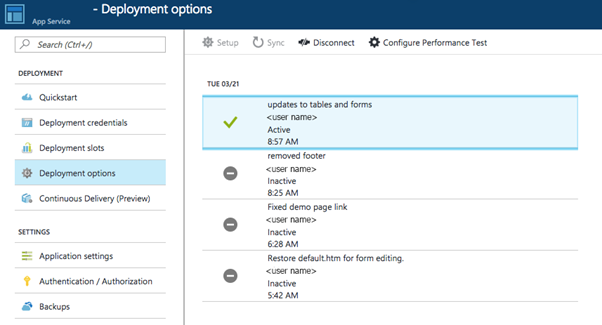 - Deployment options
App Service
Search (Ctrl+/)
DEPLOYMENT
Quickstart
Deployment credentials
Deployment slots
Deployment options
Continuous Delivery (Preview)
SETTINGS
Application settings
Authentication / Authorization
Backups
Setup Sync Disconnect Configure Performance Test
TUE 03/21
updates to tables and forms
<user name>
Active
8:57 AM
removed footer
<user name>
Inactive
8:25 AM
Fixed demo page link
<user name>
Inactive
6:28 AM
Restore default.htm for form editing.
<user name>
Inactive
5:42 AM